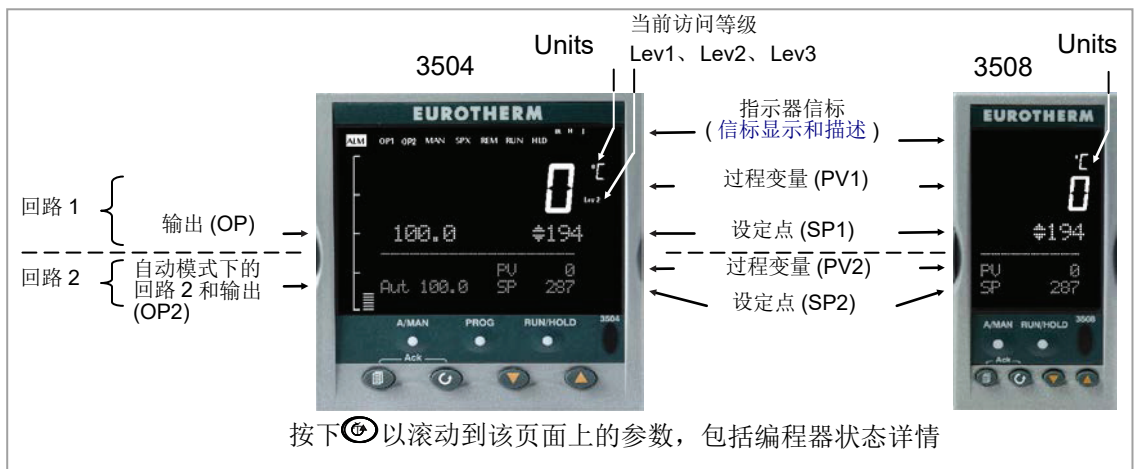 当前访问等级
Units
Lev1、Lev2、Lev3
Units
3504
3508
指示器信标
( 信标显示和描述 )
EUROTHERM
ALM OP1 OP2 MAN SPX REM RUN HLD IR H I
°C
0
Lev 2
100.0 194
PV 0
Aut 100.0 SP 287
A/MAN PROG RUN/HOLD 3504
Ack
回路 1
输出 (OP)
回路 2
自动模式下的
回路 2 和输出
(OP2)
过程变量 (PV1)
设定点 (SP1)
过程变量 (PV2)
设定点 (SP2)
EUROTHERM
°C
0
194
PV 0
SP 287
A/MAN RUN/HOLD 3508
Ack
按下以滚动到该页面上的参数，包括编程器状态详情